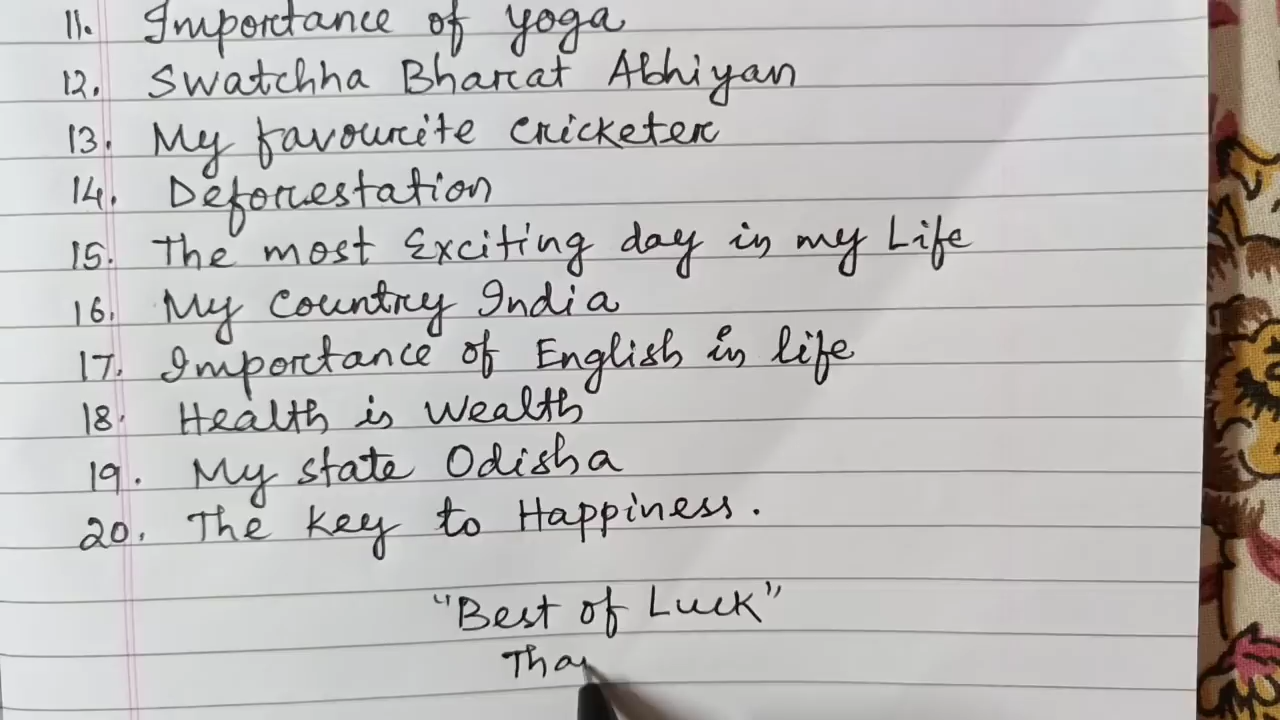 11. Importance of yoga
12. Swatchha Bharat Abhiyan
13. My favourite cricketer
14. Deforestation
15. The most Exciting day in my Life
16. My Country India
17. Importance of English in life
18. Health is Wealth
19. My state Odisha
20. The key to Happiness.
"Best of Luck"
Tha